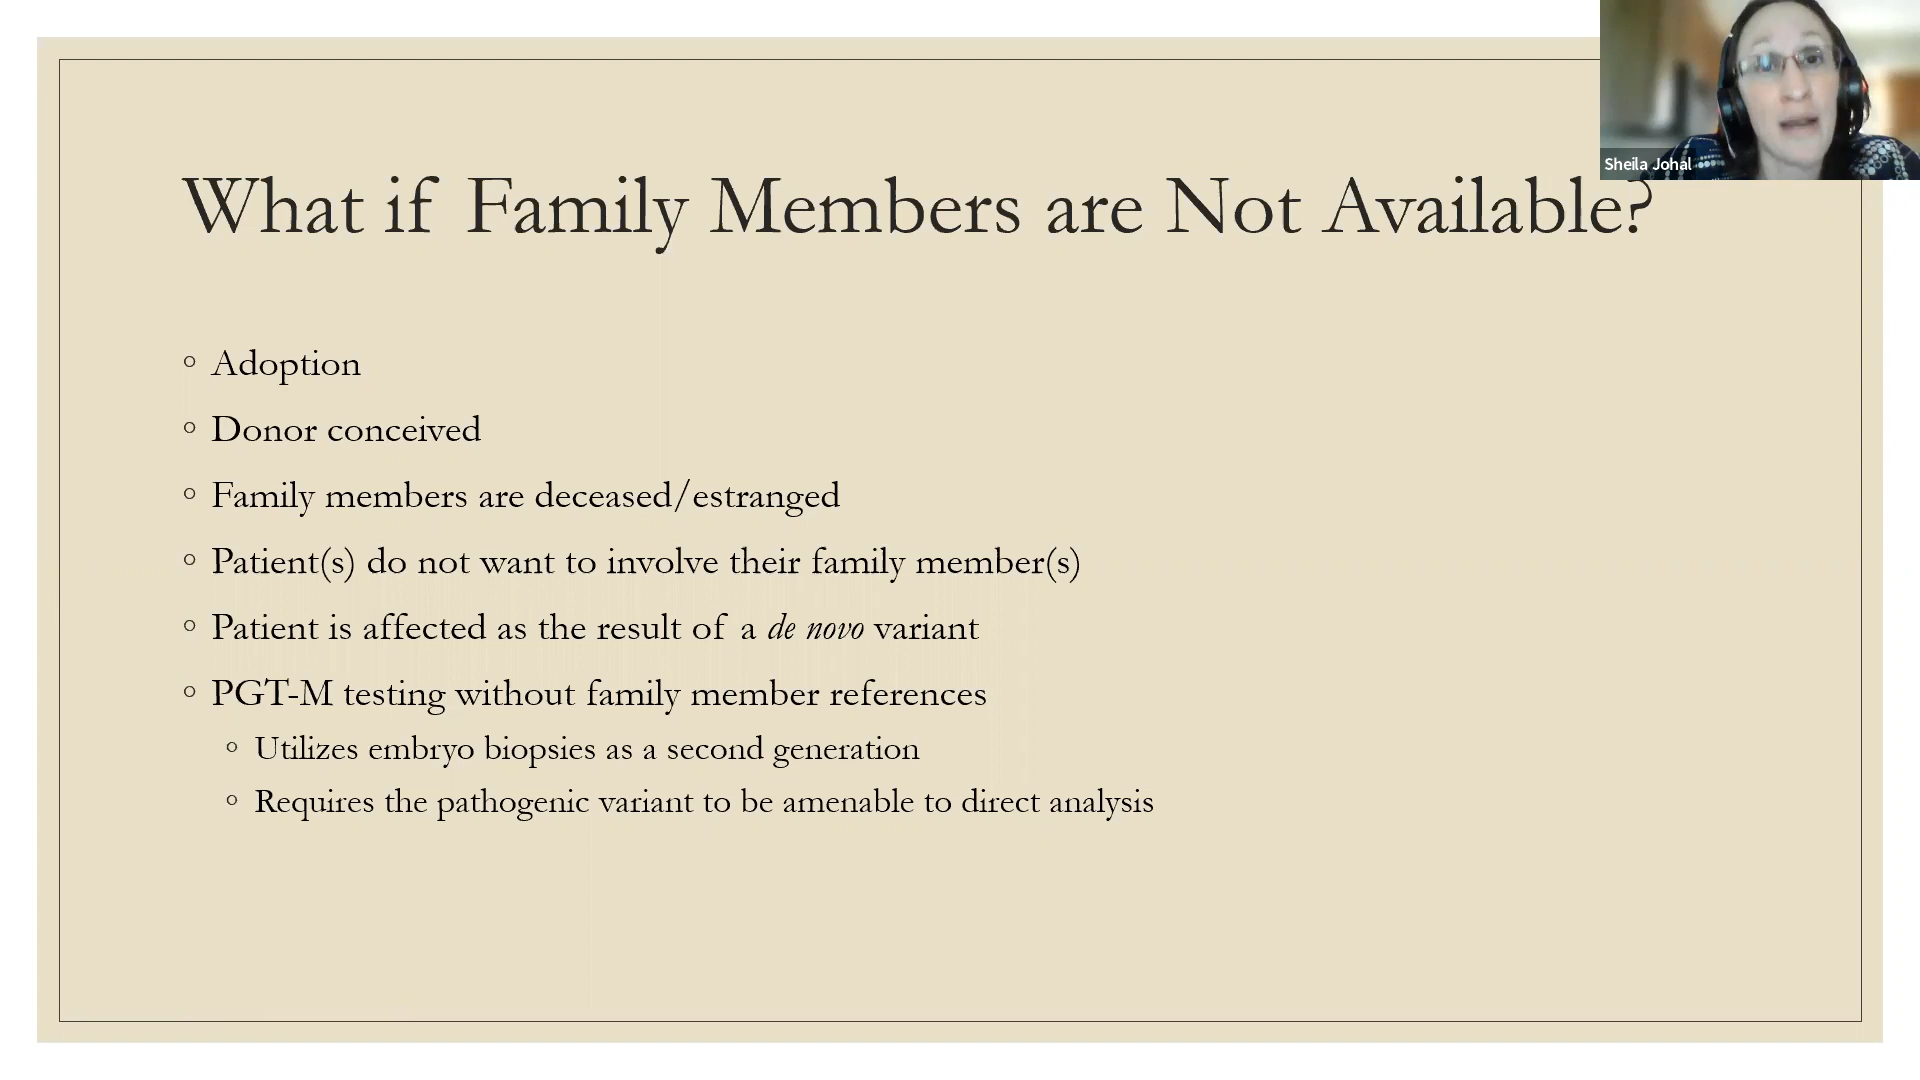 Sheila Johal
What if Family Members are Not Available?
◦ Adoption
◦ Donor conceived
◦ Family members are deceased/estranged
◦ Patient(s) do not want to involve their family member(s)
◦ Patient is affected as the result of a de novo variant
◦ PGT-M testing without family member references
◦ Utilizes embryo biopsies as a second generation
◦ Requires the pathogenic variant to be amenable to direct analysis